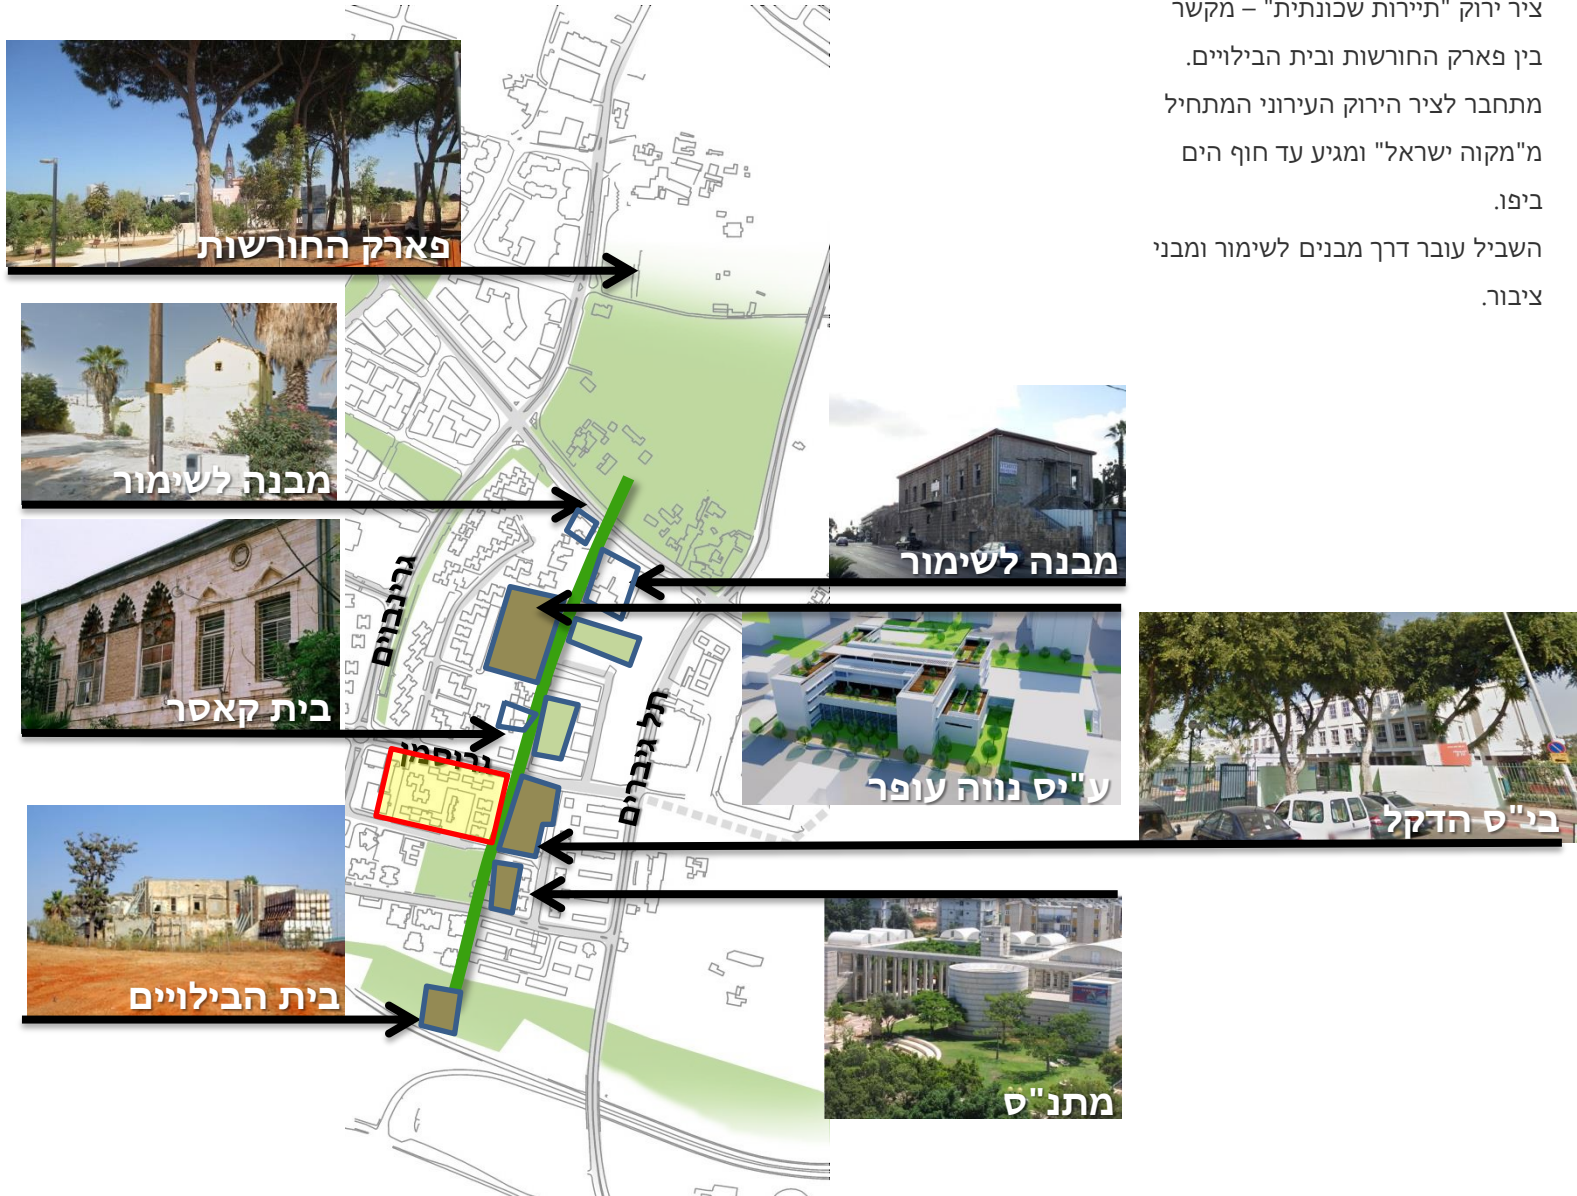 ציר ירוק "תיירות שכונתית" – מקשר
בין פארק החורשות ובית הבילויים.
מתחבר לציר הירוק העירוני המתחיל
מ"מקוה ישראל" ומגיע עד חוף הים
ביפו.
השביל עובר דרך מבנים לשימור ומבני
ציבור.
פארק החורשות
מבנה לשימור
מבנה לשימור
גרינבוים
בית קאסר
תל גיבורים
גרוסמן
ע"יס נווה עופר
בי"ס הדקל
בית הבילויים
מתנ"ס